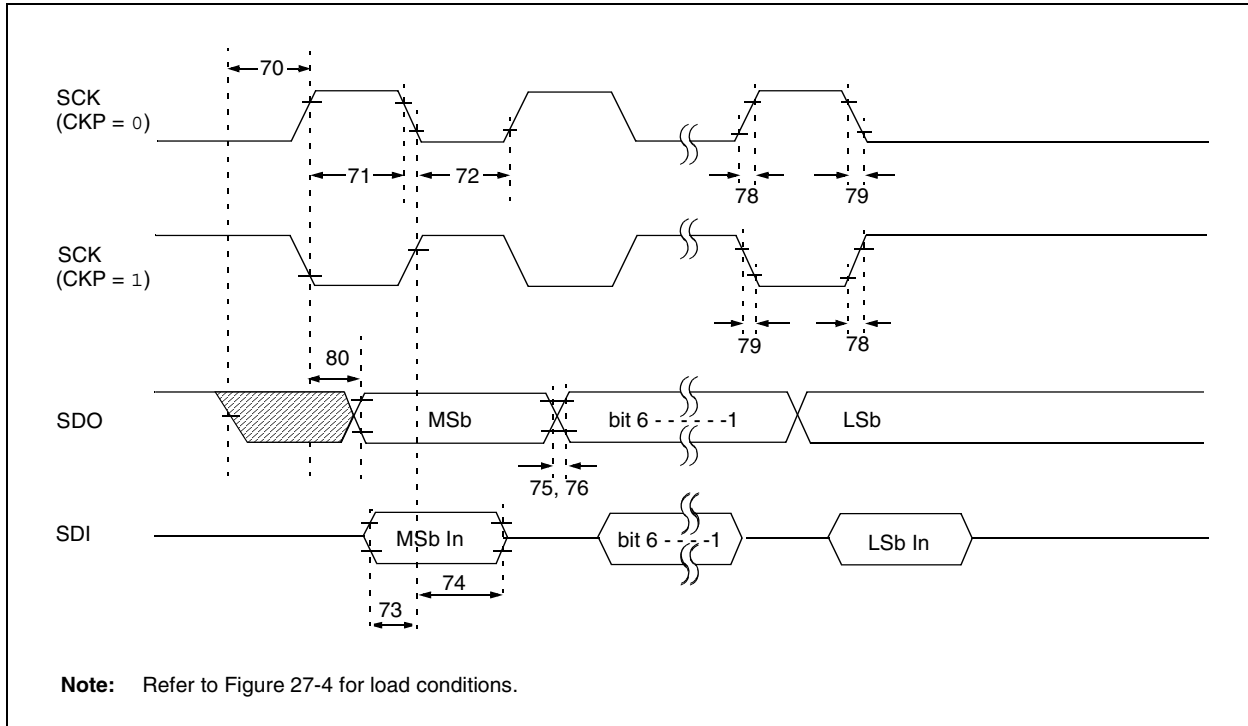 70
SCK
(CKP = 0)
71
72
78
79
SCK
(CKP = 1)
79
78
80
SDO
MSb
bit 6 - - - - - -1
LSb
75, 76
SDI
MSb In
bit 6 - - - - -1
LSb In
74
73
Note: Refer to Figure 27-4 for load conditions.